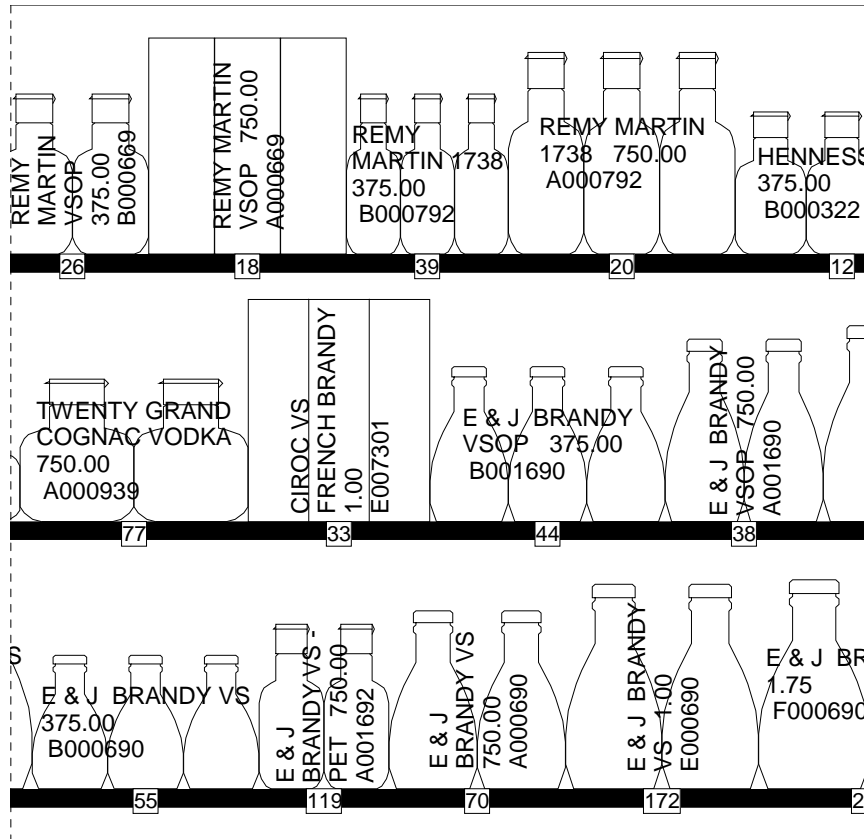 REMY
MARTIN
VSOP
375.00
B000669
REMY MARTIN
VSOP 750.00
A000669
REMY
MARTIN 1738
375.00
B000792
REMY MARTIN
1738 750.00
A000792
HENNESS
375.00
B000322
26
18
39
20
12
TWENTY GRAND
COGNAC VODKA
750.00
A000939
CIROC VS
FRENCH BRANDY
1.00
E007301
E & J BRANDY
VSOP 375.00
B001690
E & J BRANDY
VSOP 750.00
A001690
77
33
44
38
S
E & J BRANDY VS
375.00
B000690
E & J
BRANDY VS -
PET 750.00
A001692
E & J
BRANDY VS
750.00
A000690
E & J BRANDY
VS 1.00
E000690
E & J BR
1.75
F000690
55
119
70
172
2